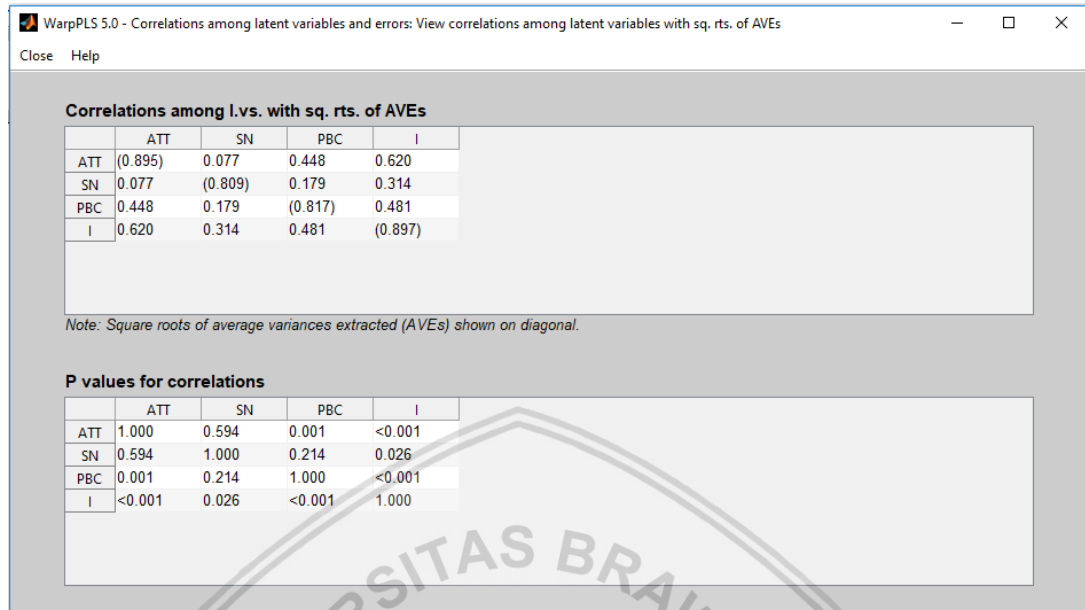 WarpPLS 5.0 - Correlations among latent variables and errors: View correlations among latent variables with sq. rts. of AVEs
Close Help
Correlations among l.vs. with sq. rts. of AVEs
ATT SN PBC I
ATT (0.895) 0.077 0.448 0.620
SN 0.077 (0.809) 0.179 0.314
PBC 0.448 0.179 (0.817) 0.481
I 0.620 0.314 0.481 (0.897)
Note: Square roots of average variances extracted (AVEs) shown on diagonal.
P values for correlations
ATT SN PBC I
ATT 1.000 0.594 0.001 <0.001
SN 0.594 1.000 0.214 0.026
PBC 0.001 0.214 1.000 <0.001
I <0.001 0.026 <0.001 1.000